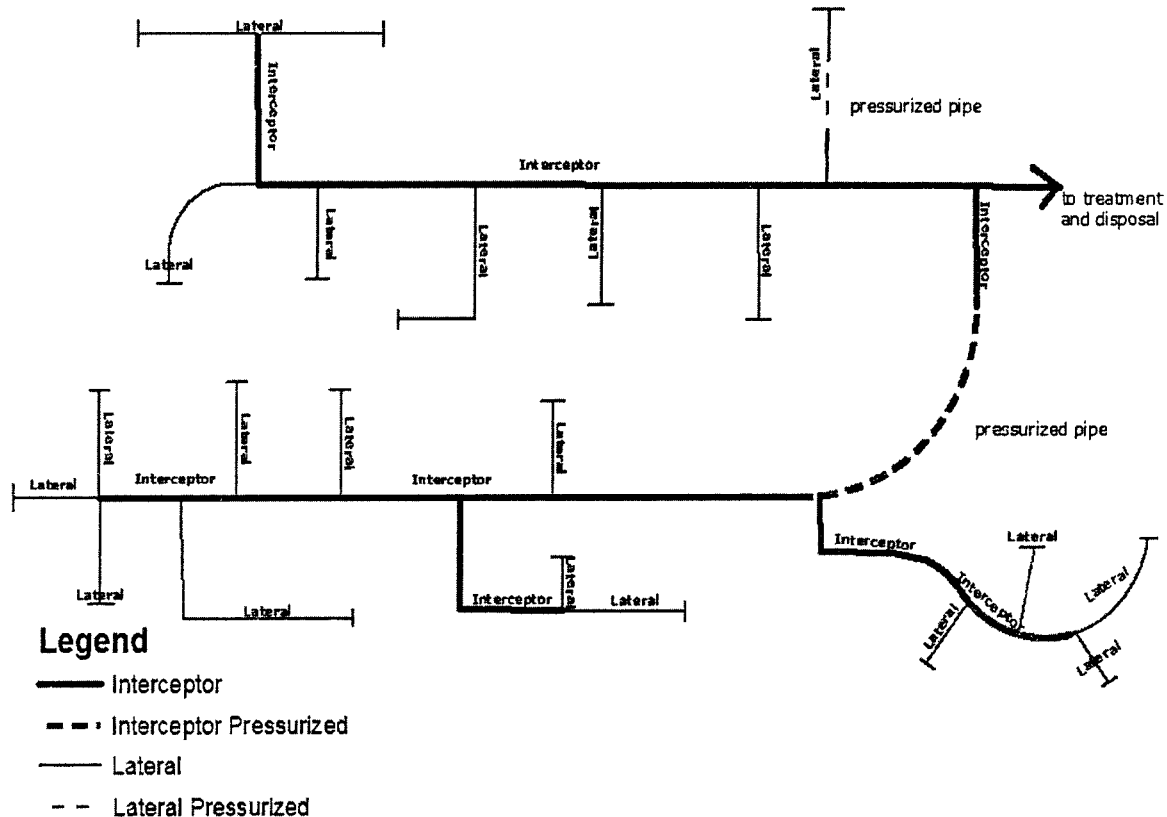 Lateral
Interceptor
Lateral
pressurized pipe
Interceptor
to treatment
and disposal
Lateral
Lateral
Lateral
Lateral
Lateral
Interceptor
pressurized pipe
Lateral
Lateral
Lateral
Lateral
Lateral
Interceptor
Interceptor
Lateral
Lateral
Interceptor
Lateral
Lateral
Interceptor
Lateral
Interceptor
Lateral
Lateral
Lateral
Legend
Interceptor
Interceptor Pressurized
Lateral
Lateral Pressurized